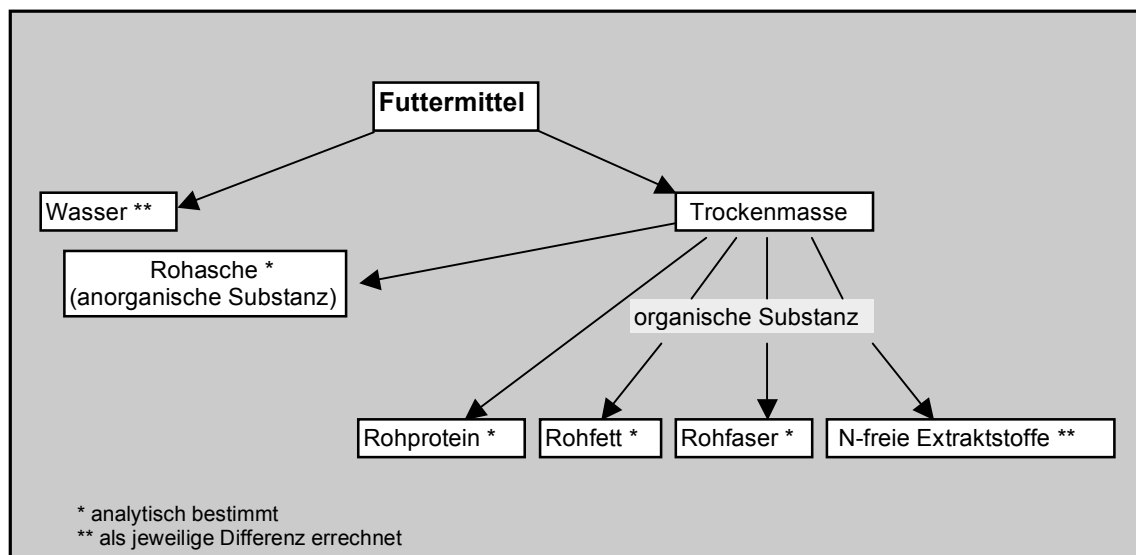 Futtermittel
Wasser **
Trockenmasse
Rohasche *
(anorganische Substanz)
organische Substanz
Rohprotein *
Rohfett *
Rohfaser *
N-freie Extraktstoffe **
* analytisch bestimmt
** als jeweilige Differenz errechnet